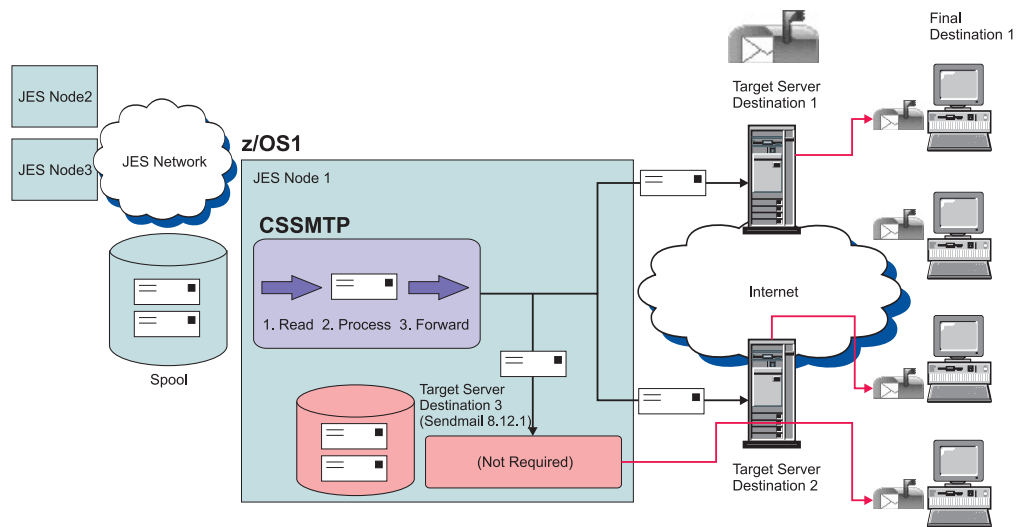 Final
Destination 1
Target Server
Destination 1
JES Node2
JES Node3
JES Network
z/OS1
JES Node 1
CSSMTP
1. Read 2. Process 3. Forward
Internet
Spool
Target Server
Destination 3
(Sendmail 8.12.1)
(Not Required)
Target Server
Destination 2